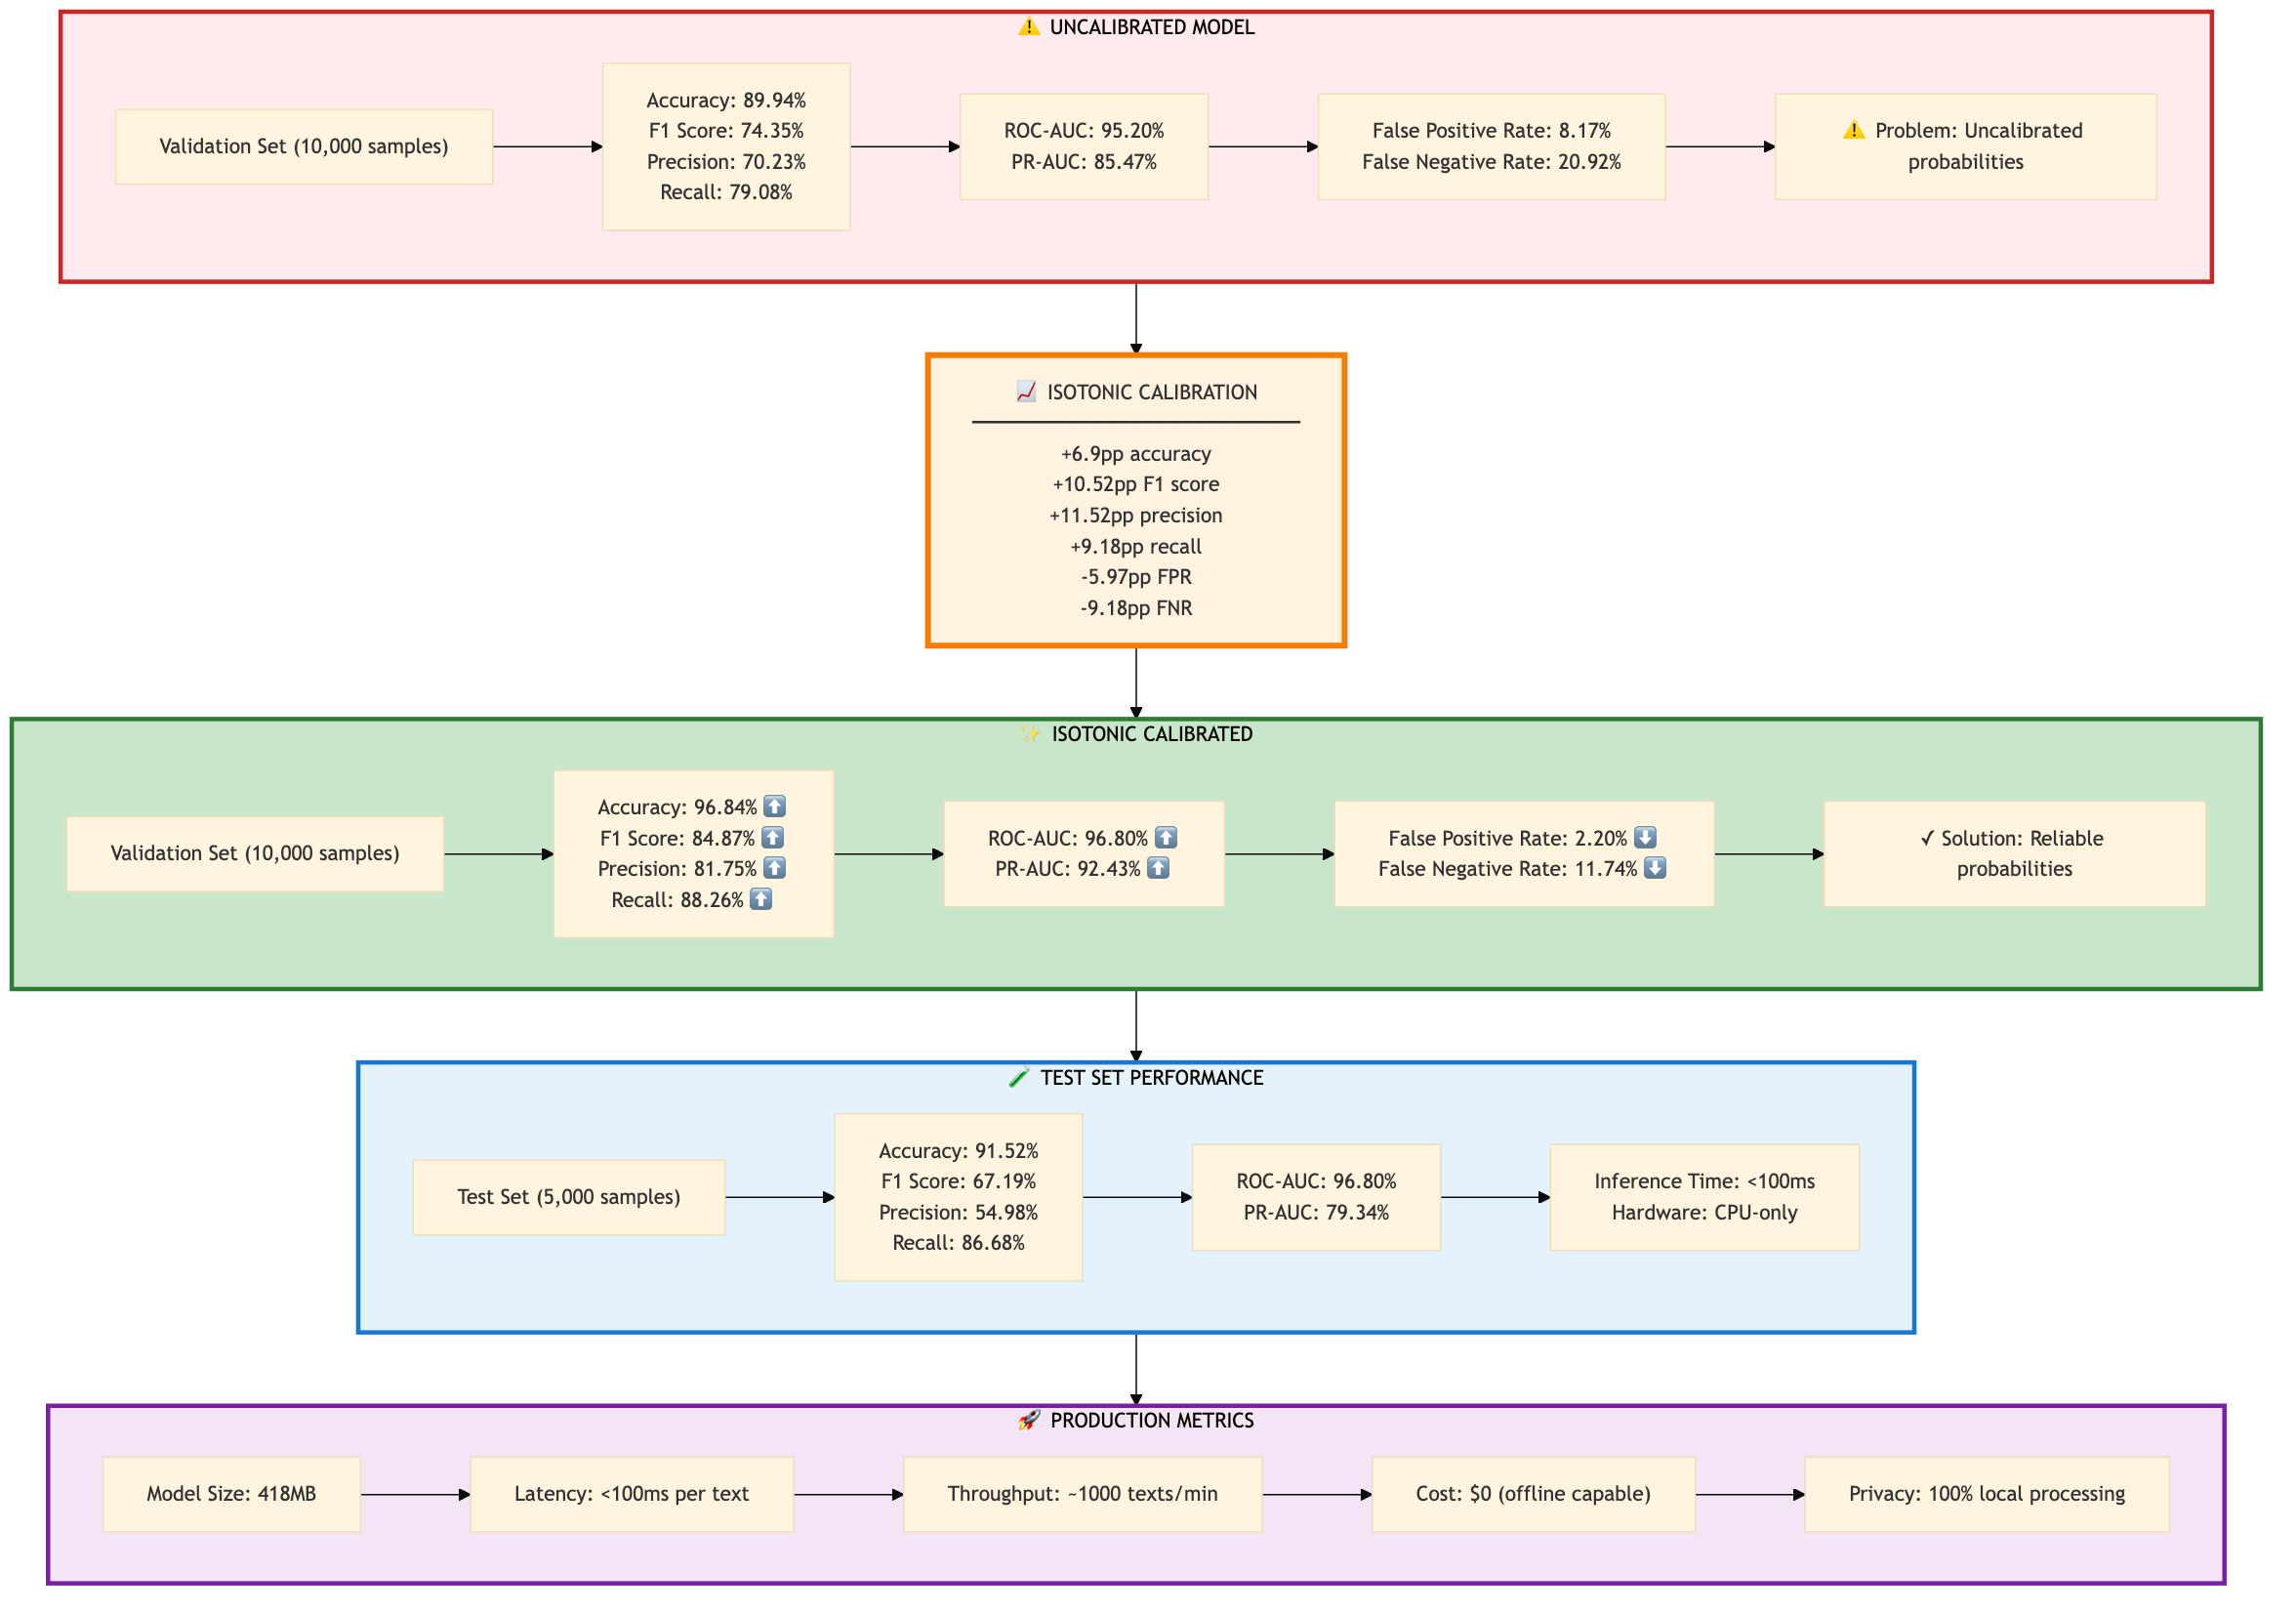 ⚠️ UNCALIBRATED MODEL
Validation Set (10,000 samples)
Accuracy: 89.94%
F1 Score: 74.35%
Precision: 70.23%
Recall: 79.08%
ROC-AUC: 95.20%
PR-AUC: 85.47%
False Positive Rate: 8.17%
False Negative Rate: 20.92%
⚠️ Problem: Uncalibrated
probabilities
📈 ISOTONIC CALIBRATION
+6.9pp accuracy
+10.52pp F1 score
+11.52pp precision
+9.18pp recall
-5.97pp FPR
-9.18pp FNR
✨ ISOTONIC CALIBRATED
Validation Set (10,000 samples)
Accuracy: 96.84% ⬆️
F1 Score: 84.87% ⬆️
Precision: 81.75% ⬆️
Recall: 88.26% ⬆️
ROC-AUC: 96.80% ⬆️
PR-AUC: 92.43% ⬆️
False Positive Rate: 2.20% ⬇️
False Negative Rate: 11.74% ⬇️
✓ Solution: Reliable
probabilities
🧪 TEST SET PERFORMANCE
Test Set (5,000 samples)
Accuracy: 91.52%
F1 Score: 67.19%
Precision: 54.98%
Recall: 86.68%
ROC-AUC: 96.80%
PR-AUC: 79.34%
Inference Time: <100ms
Hardware: CPU-only
🚀 PRODUCTION METRICS
Model Size: 418MB
Latency: <100ms per text
Throughput: ~1000 texts/min
Cost: $0 (offline capable)
Privacy: 100% local processing